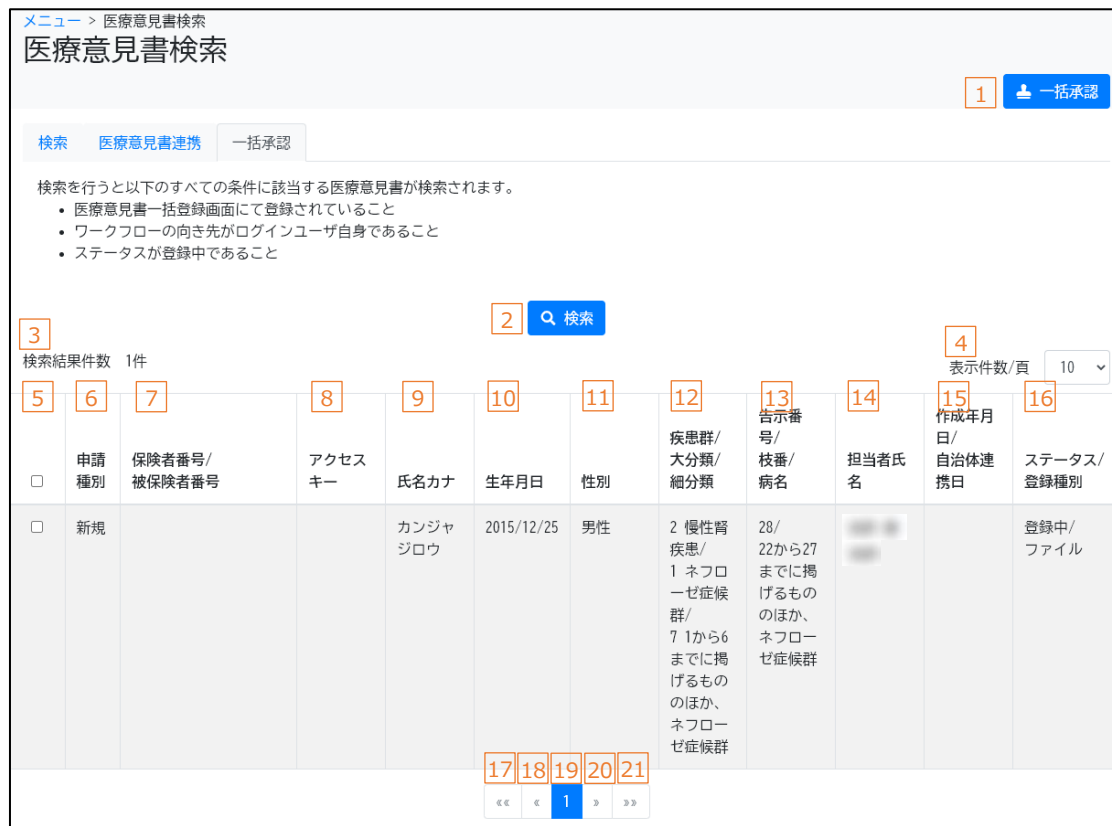 メニュー > 医療意見書検索
医療意見書検索
1 一括承認
検索 医療意見書連携 一括承認
検索を行うと以下のすべての条件に該当する医療意見書が検索されます。
• 医療意見書一括登録画面にて登録されていること
• ワークフローの向き先がログインユーザ自身であること
• ステータスが登録中であること
2 検索
3
検索結果件数 1件
4
表示件数/頁 10
5 6 7 8 9 10 11 12 13 14 15 16
申請
種別
保険者番号/
被保険者番号
アクセス
キー
氏名カナ
生年月日
性別
疾患群/
大分類/
細分類
告示番
号/
枝番/
病名
担当者氏
名
作成年月
日/
自治体連
携日
ステータス/
登録種別
新規
カンジャ
ジロウ
2015/12/25
男性
2 慢性腎
疾患/
1 ネフロ
ーゼ症候
群/
7 1から6
までに掲
げるもの
のほか、
ネフロー
ゼ症候群
28/
22から27
までに掲
げるもの
のほか、
ネフロー
ゼ症候群
登録中/
ファイル
17 18 19 20 21
«« « 1 » »»